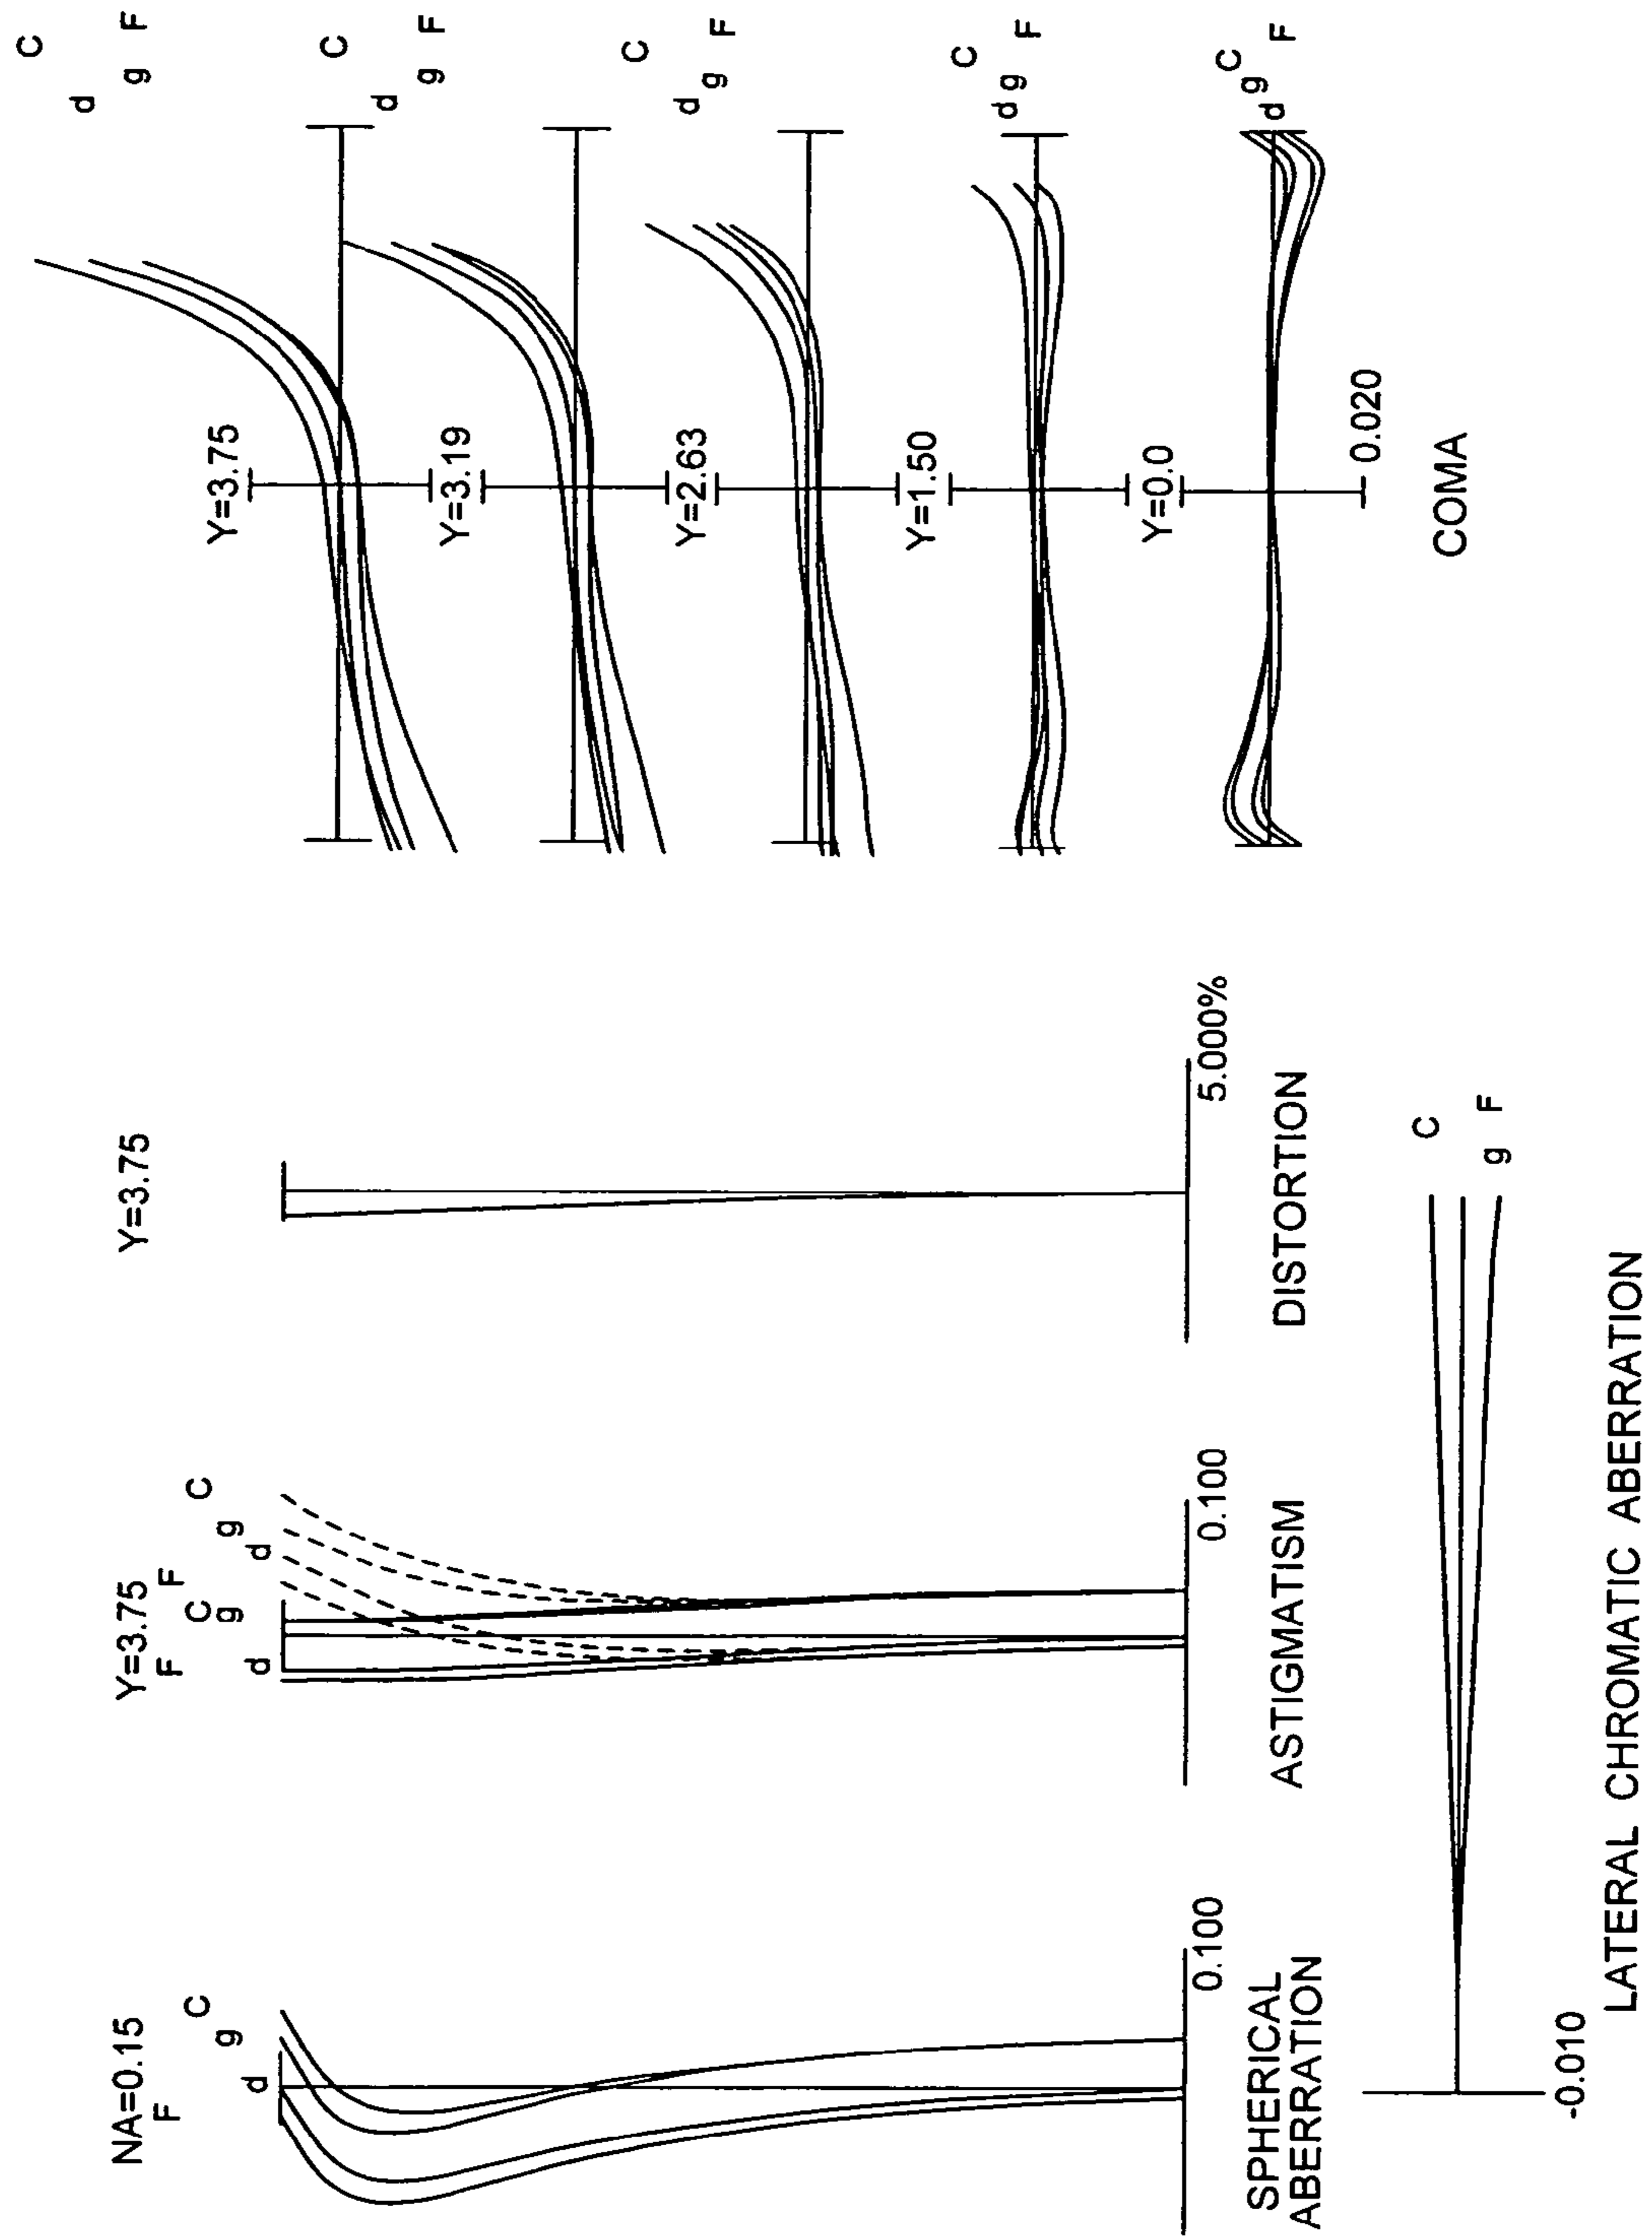 NA=0.15
F
C
g
d
0.100
SPHERICAL
ABERRATION
Y=3.75
F F
C C
g g
d d
0.100
ASTIGMATISM
Y=3.75
5.000%
DISTORTION
C
d
g F
Y=3.75
C
d
g F
Y=3.19
C
d
g F
Y=2.63
C
d g
F
Y=1.50
C
g
d F
Y=0.0
0.020
COMA
C
g F
-0.010
LATERAL CHROMATIC ABERRATION